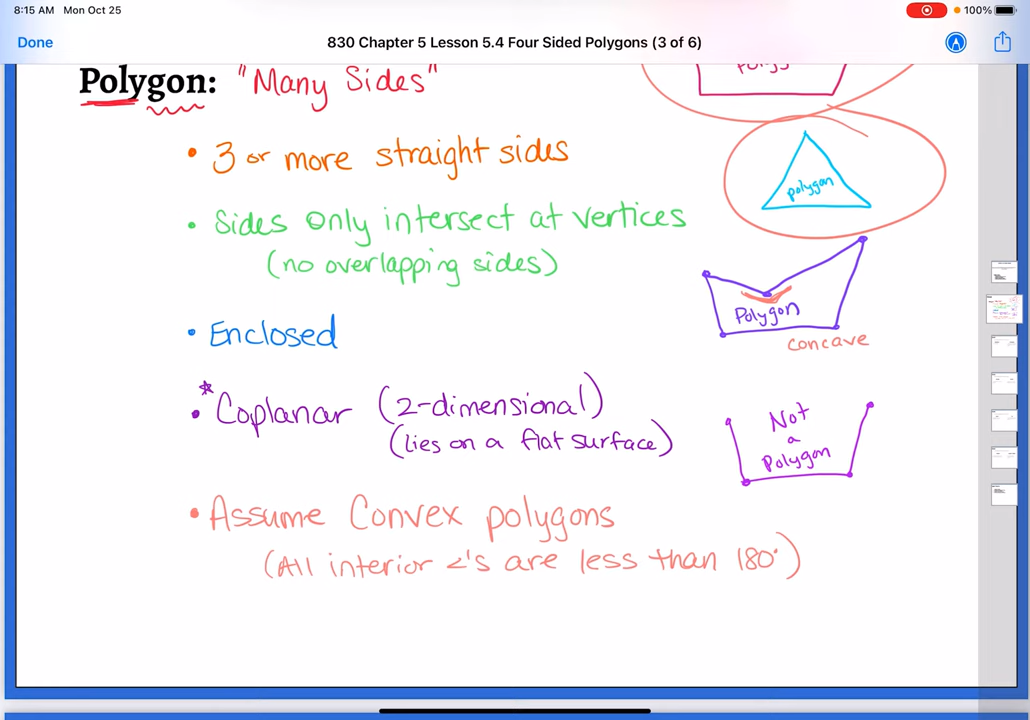 8:15 AM Mon Oct 25
100%
Done
830 Chapter 5 Lesson 5.4 Four Sided Polygons (3 of 6)
Polygon: "Many Sides"
• 3 or more straight sides
polygon
• Sides only intersect at vertices
(no overlapping sides)
Polygon
concave
• Enclosed
• Coplanar (2-dimensional)
(lies on a flat surface)
Not
a
Polygon
• Assume Convex polygons
(All interior <'s are less than 180°)